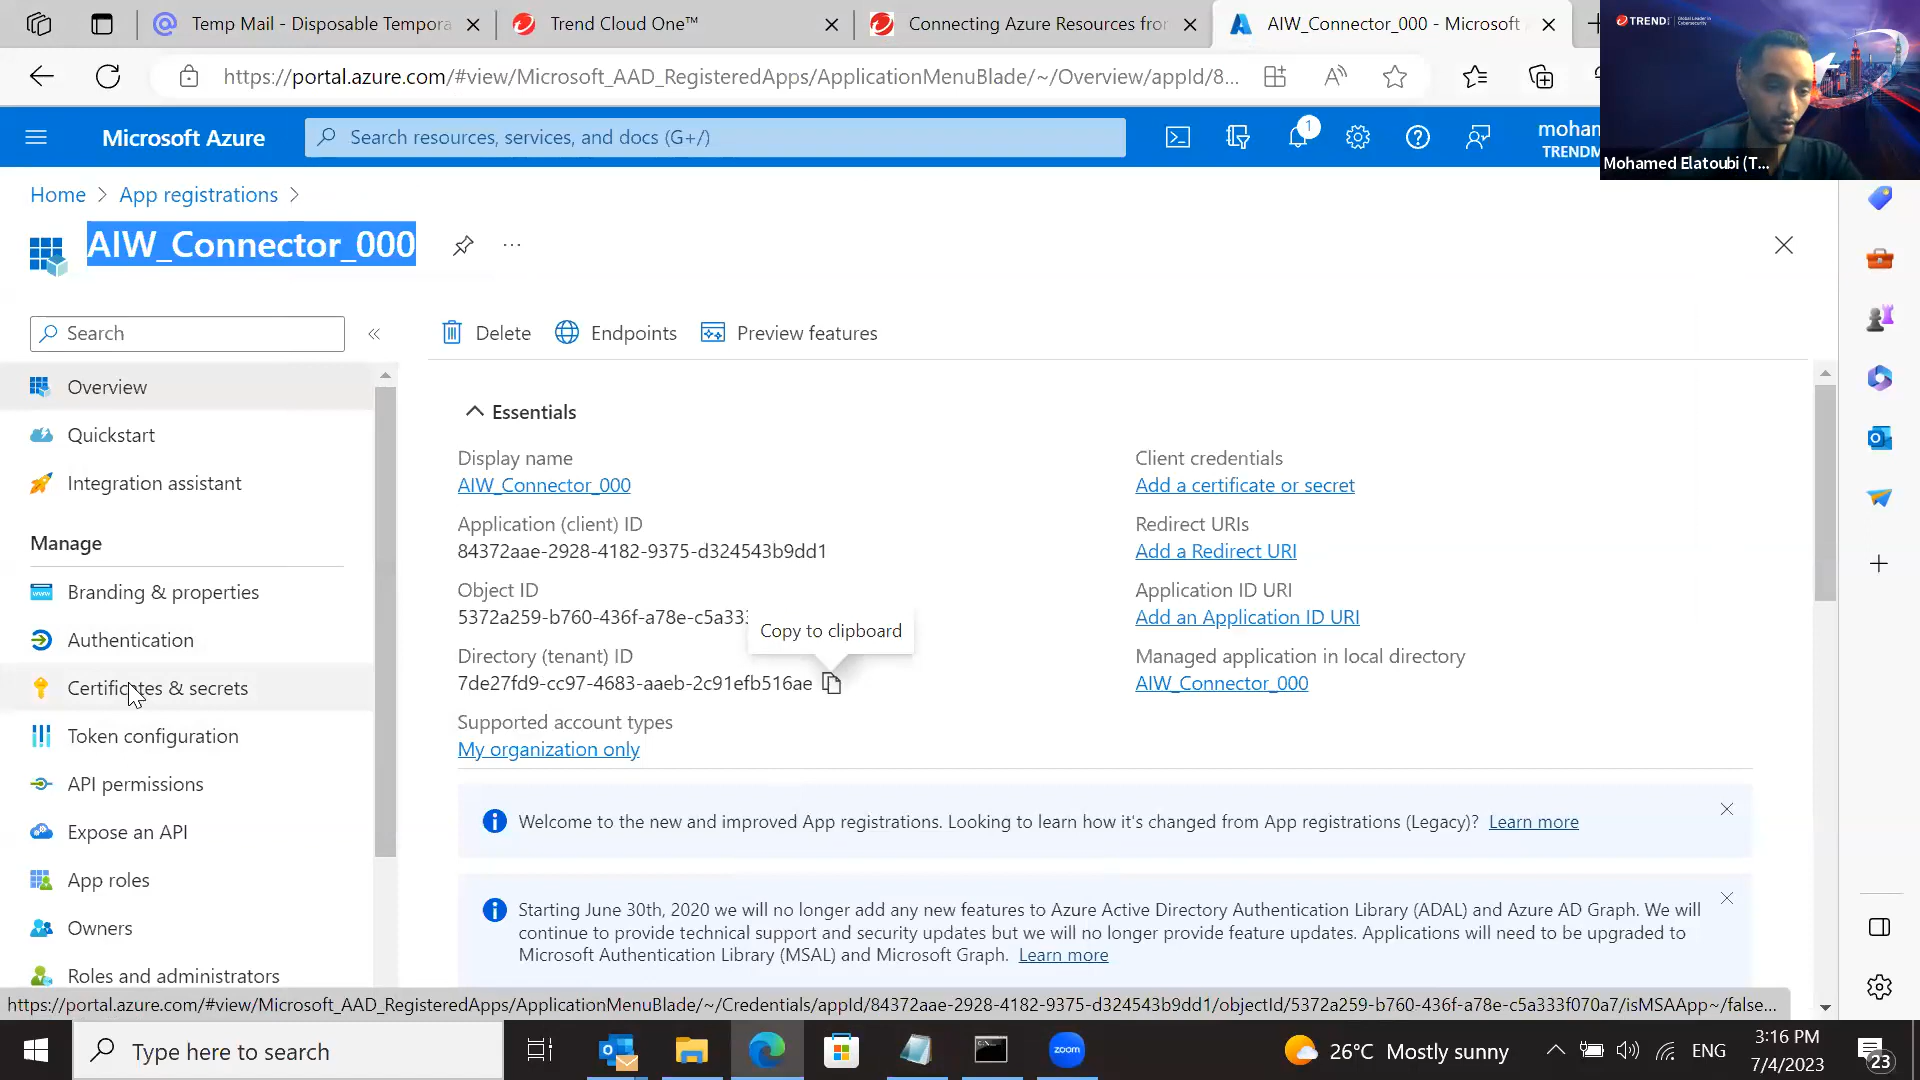 Temp Mail - Disposable Tempora
Trend Cloud One™
Connecting Azure Resources fro
AIW_Connector_000 - Microsoft
TREND
https://portal.azure.com/#view/Microsoft_AAD_RegisteredApps/ApplicationMenuBlade/~/Overview/appId/8...
Microsoft Azure
Search resources, services, and docs (G+/)
1
moham
TRENDM
Mohamed Elatoubi (T...
Home
App registrations
AIW_Connector_000
Search
Delete
Endpoints
Preview features
Overview
Quickstart
Integration assistant
Manage
Branding & properties
Authentication
Certificates & secrets
Token configuration
API permissions
Expose an API
App roles
Owners
Roles and administrators
Essentials
Display name
AIW_Connector_000
Application (client) ID
84372aae-2928-4182-9375-d324543b9dd1
Object ID
5372a259-b760-436f-a78e-c5a333
Copy to clipboard
Directory (tenant) ID
7de27fd9-cc97-4683-aaeb-2c91efb516ae
Supported account types
My organization only
Client credentials
Add a certificate or secret
Redirect URIs
Add a Redirect URI
Application ID URI
Add an Application ID URI
Managed application in local directory
AIW_Connector_000
Welcome to the new and improved App registrations. Looking to learn how it's changed from App registrations (Legacy)? Learn more
Starting June 30th, 2020 we will no longer add any new features to Azure Active Directory Authentication Library (ADAL) and Azure AD Graph. We will
continue to provide technical support and security updates but we will no longer provide feature updates. Applications will need to be upgraded to
Microsoft Authentication Library (MSAL) and Microsoft Graph. Learn more
https://portal.azure.com/#view/Microsoft_AAD_RegisteredApps/ApplicationMenuBlade/~/Credentials/appId/84372aae-2928-4182-9375-d324543b9dd1/objectId/5372a259-b760-436f-a78e-c5a333f070a7/isMSAApp~/false...
Type here to search
zoom
26°C Mostly sunny
ENG
3:16 PM
7/4/2023
23